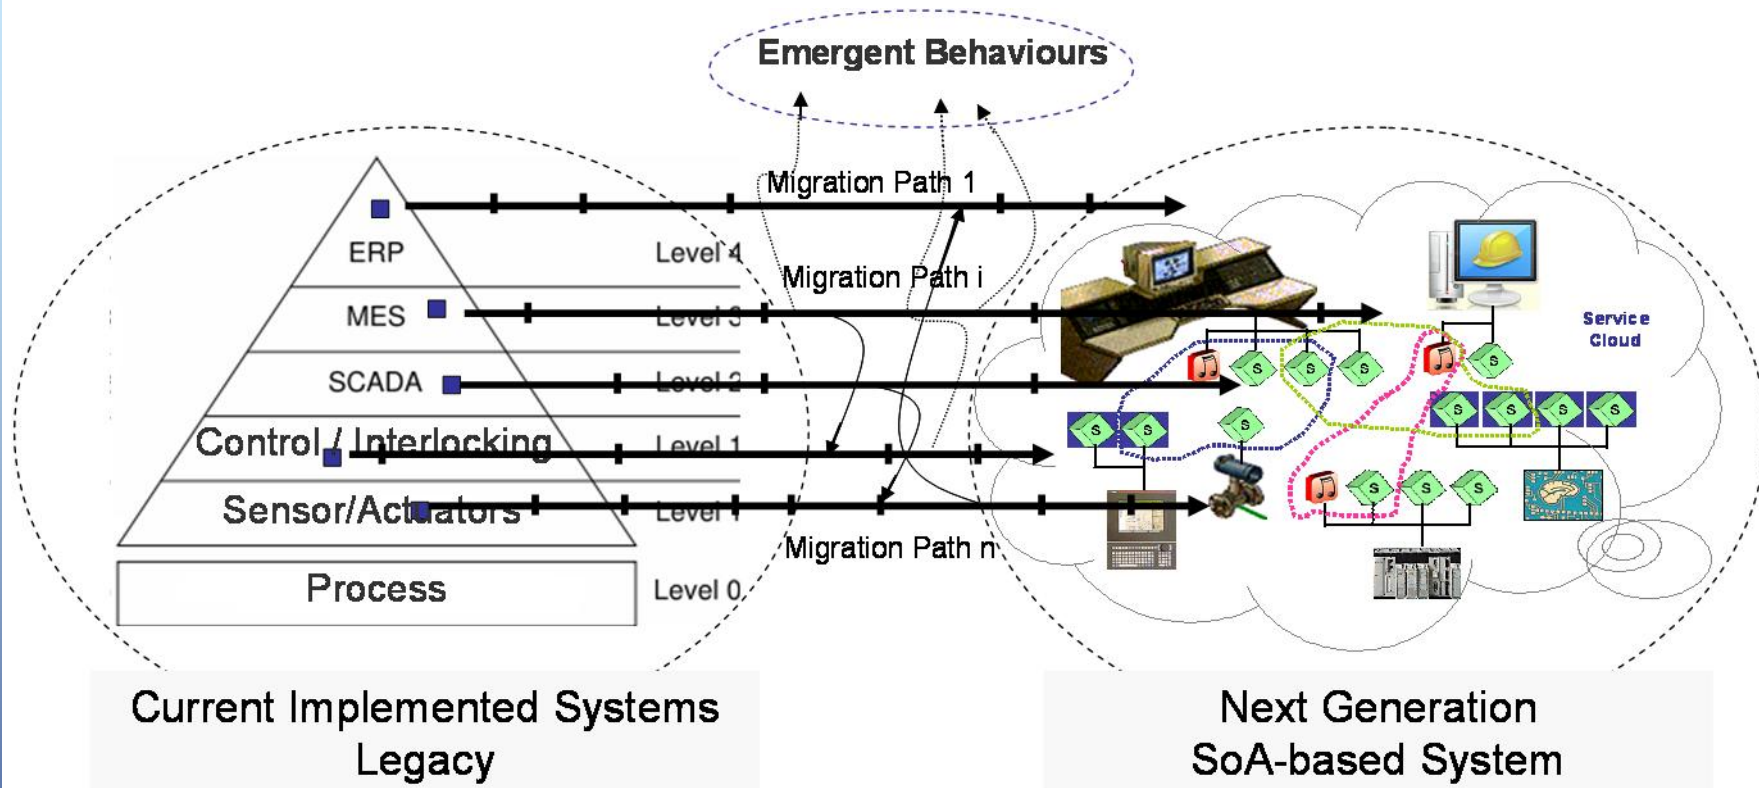 Emergent Behaviours
Migration Path 1
ERP
Level 4
Migration Path i
MES
Level 3
Service
Cloud
SCADA
Level 2
Control / Interlocking
Level 1
Sensor/Actuators
Level 1
Migration Path n
Process
Level 0
S
S
S
S
S
S
S
S
S
S
S
S
S
S
Current Implemented Systems
Legacy
Next Generation
SoA-based System